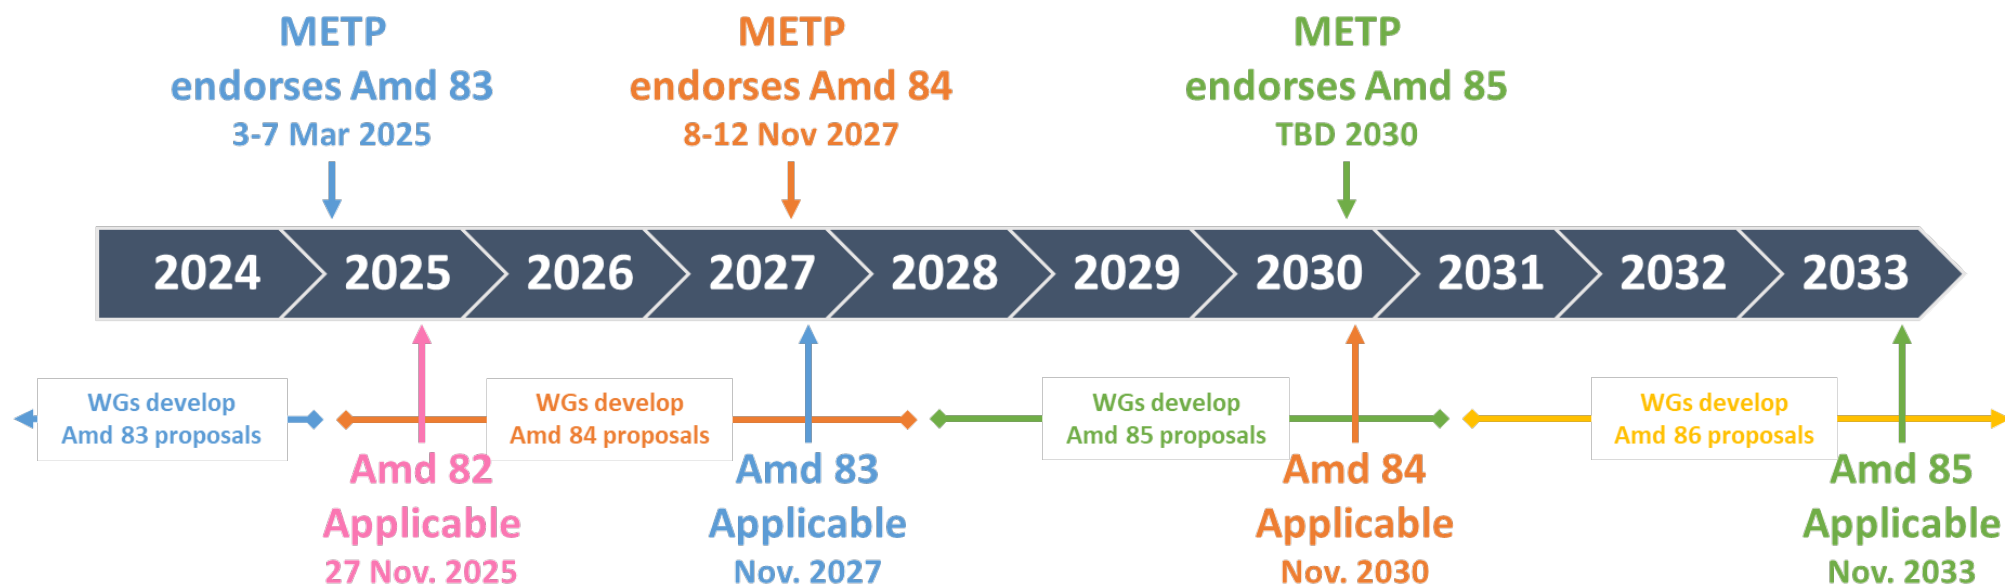 METP
endorses Amd 83
3-7 Mar 2025
METP
endorses Amd 84
8-12 Nov 2027
METP
endorses Amd 85
TBD 2030
2024
2025
2026
2027
2028
2029
2030
2031
2032
2033
WGs develop
Amd 83 proposals
WGs develop
Amd 84 proposals
WGs develop
Amd 85 proposals
WGs develop
Amd 86 proposals
Amd 82
Applicable
27 Nov. 2025
Amd 83
Applicable
Nov. 2027
Amd 84
Applicable
Nov. 2030
Amd 85
Applicable
Nov. 2033